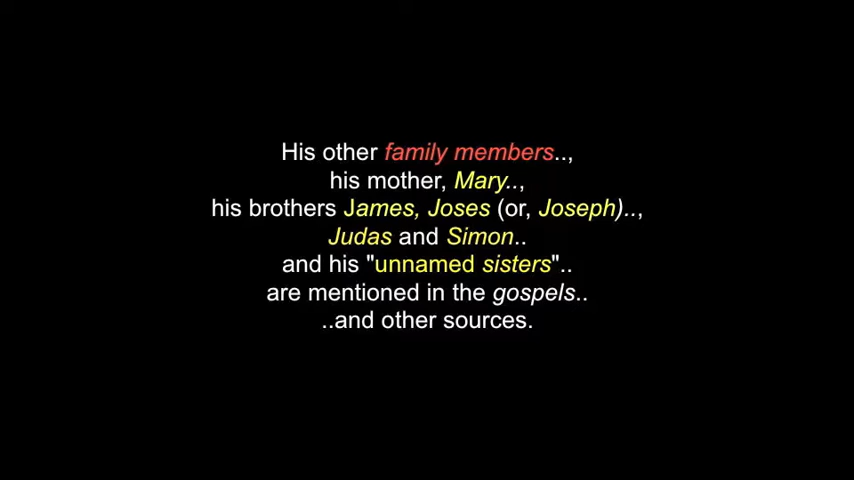 His other family members..,
his mother, Mary..,
his brothers James, Joses (or, Joseph)..,
Judas and Simon..
and his "unnamed sisters"..
are mentioned in the gospels..
..and other sources.